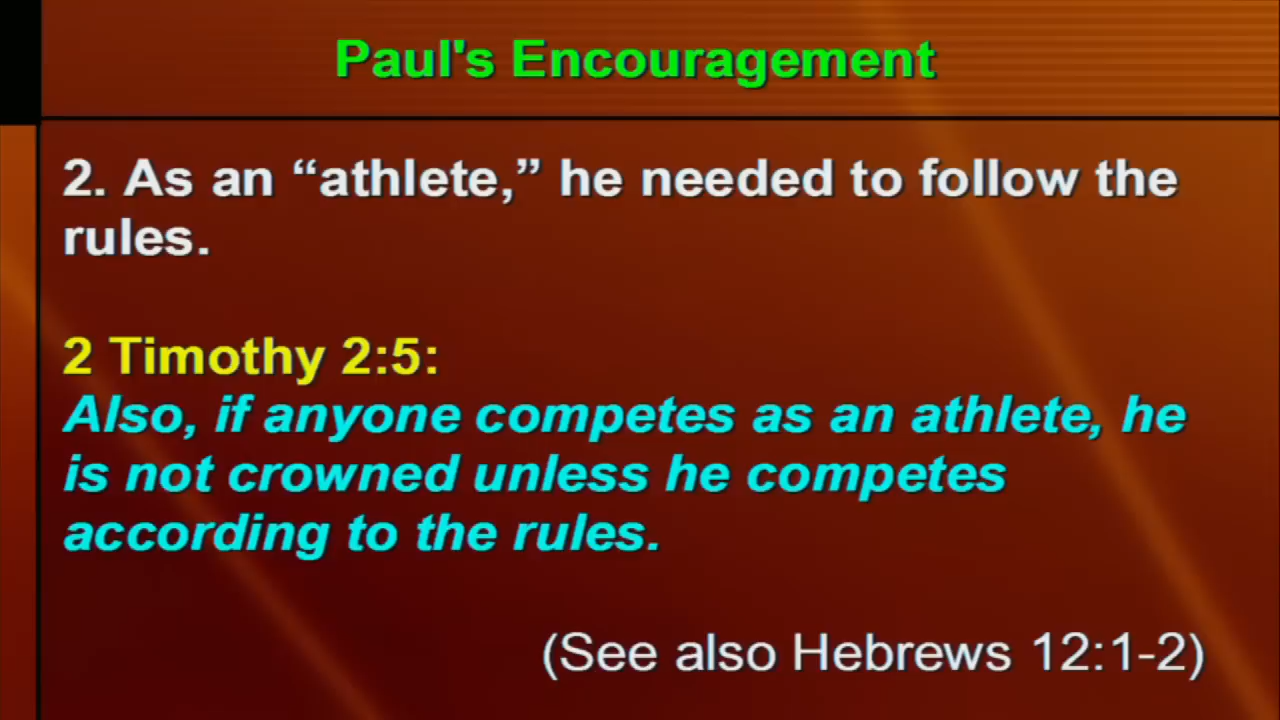 Paul's Encouragement
2. As an “athlete,” he needed to follow the
rules.
2 Timothy 2:5:
Also, if anyone competes as an athlete, he
is not crowned unless he competes
according to the rules.
(See also Hebrews 12:1-2)